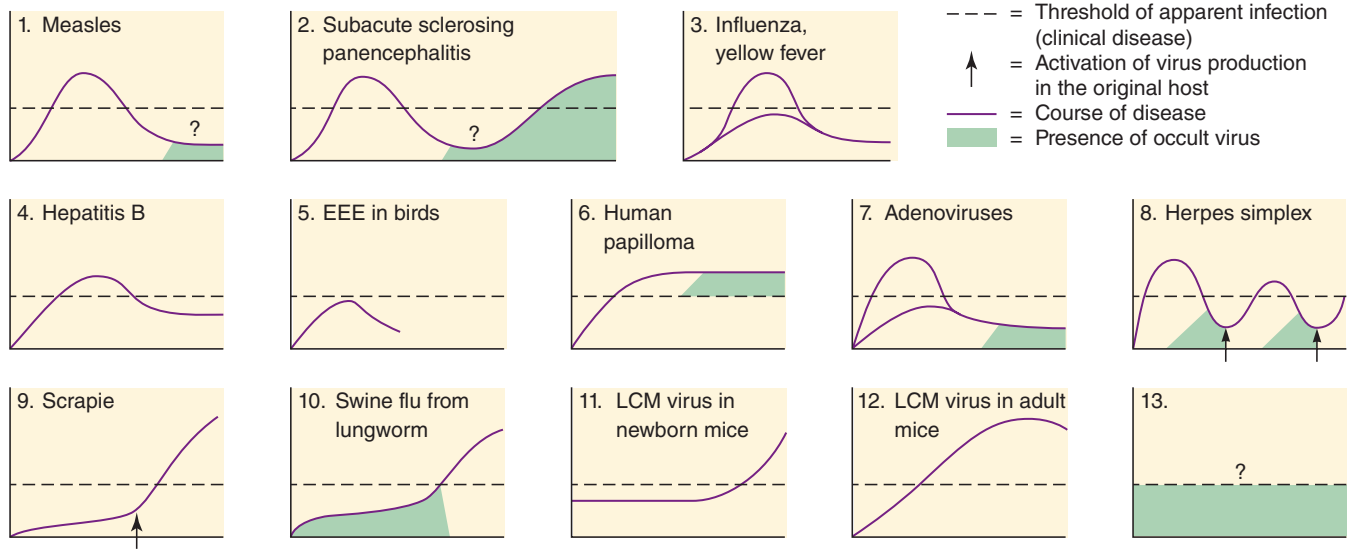 1. Measles
?
2. Subacute sclerosing
panencephalitis
?
3. Influenza,
yellow fever
= Threshold of apparent infection
(clinical disease)
= Activation of virus production
in the original host
= Course of disease
= Presence of occult virus
4. Hepatitis B
5. EEE in birds
6. Human
papilloma
7. Adenoviruses
8. Herpes simplex
9. Scrapie
10. Swine flu from
lungworm
11. LCM virus in
newborn mice
12. LCM virus in adult
mice
13.
?